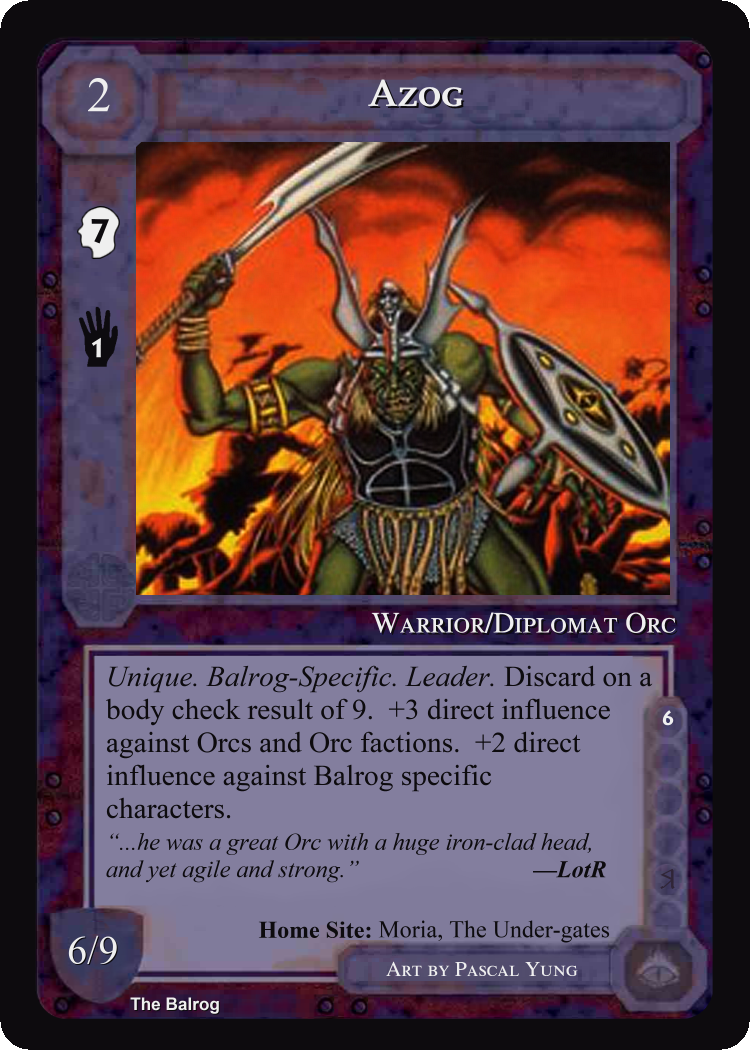 2
Azog
7
1
Warrior/Diplomat Orc
Unique. Balrog-Specific. Leader. Discard on a
body check result of 9. +3 direct influence
against Orcs and Orc factions. +2 direct
influence against Balrog specific
characters.
6
“...he was a great Orc with a huge iron-clad head,
and yet agile and strong.” —LotR
Home Site: Moria, The Under-gates
6/9
Art by Pascal Yung
The Balrog